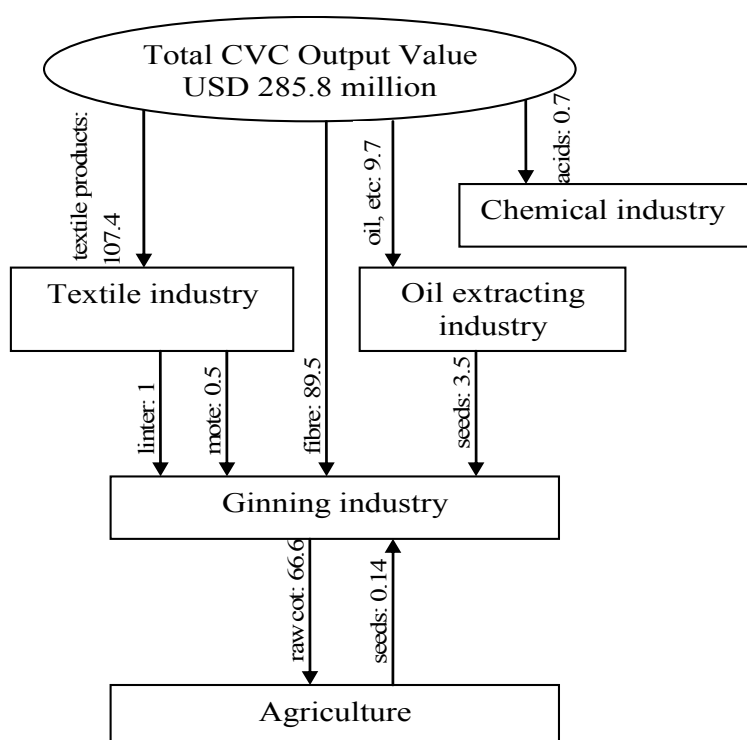 Total CVC Output Value
USD 285.8 million
textile products:
107.4
fibre: 89.5
oil, etc: 9.7
acids: 0.7
Chemical industry
Textile industry
Oil extracting
industry
linter: 1
mote: 0.5
seeds: 3.5
Ginning industry
raw cot: 66.6
seeds: 0.14
Agriculture